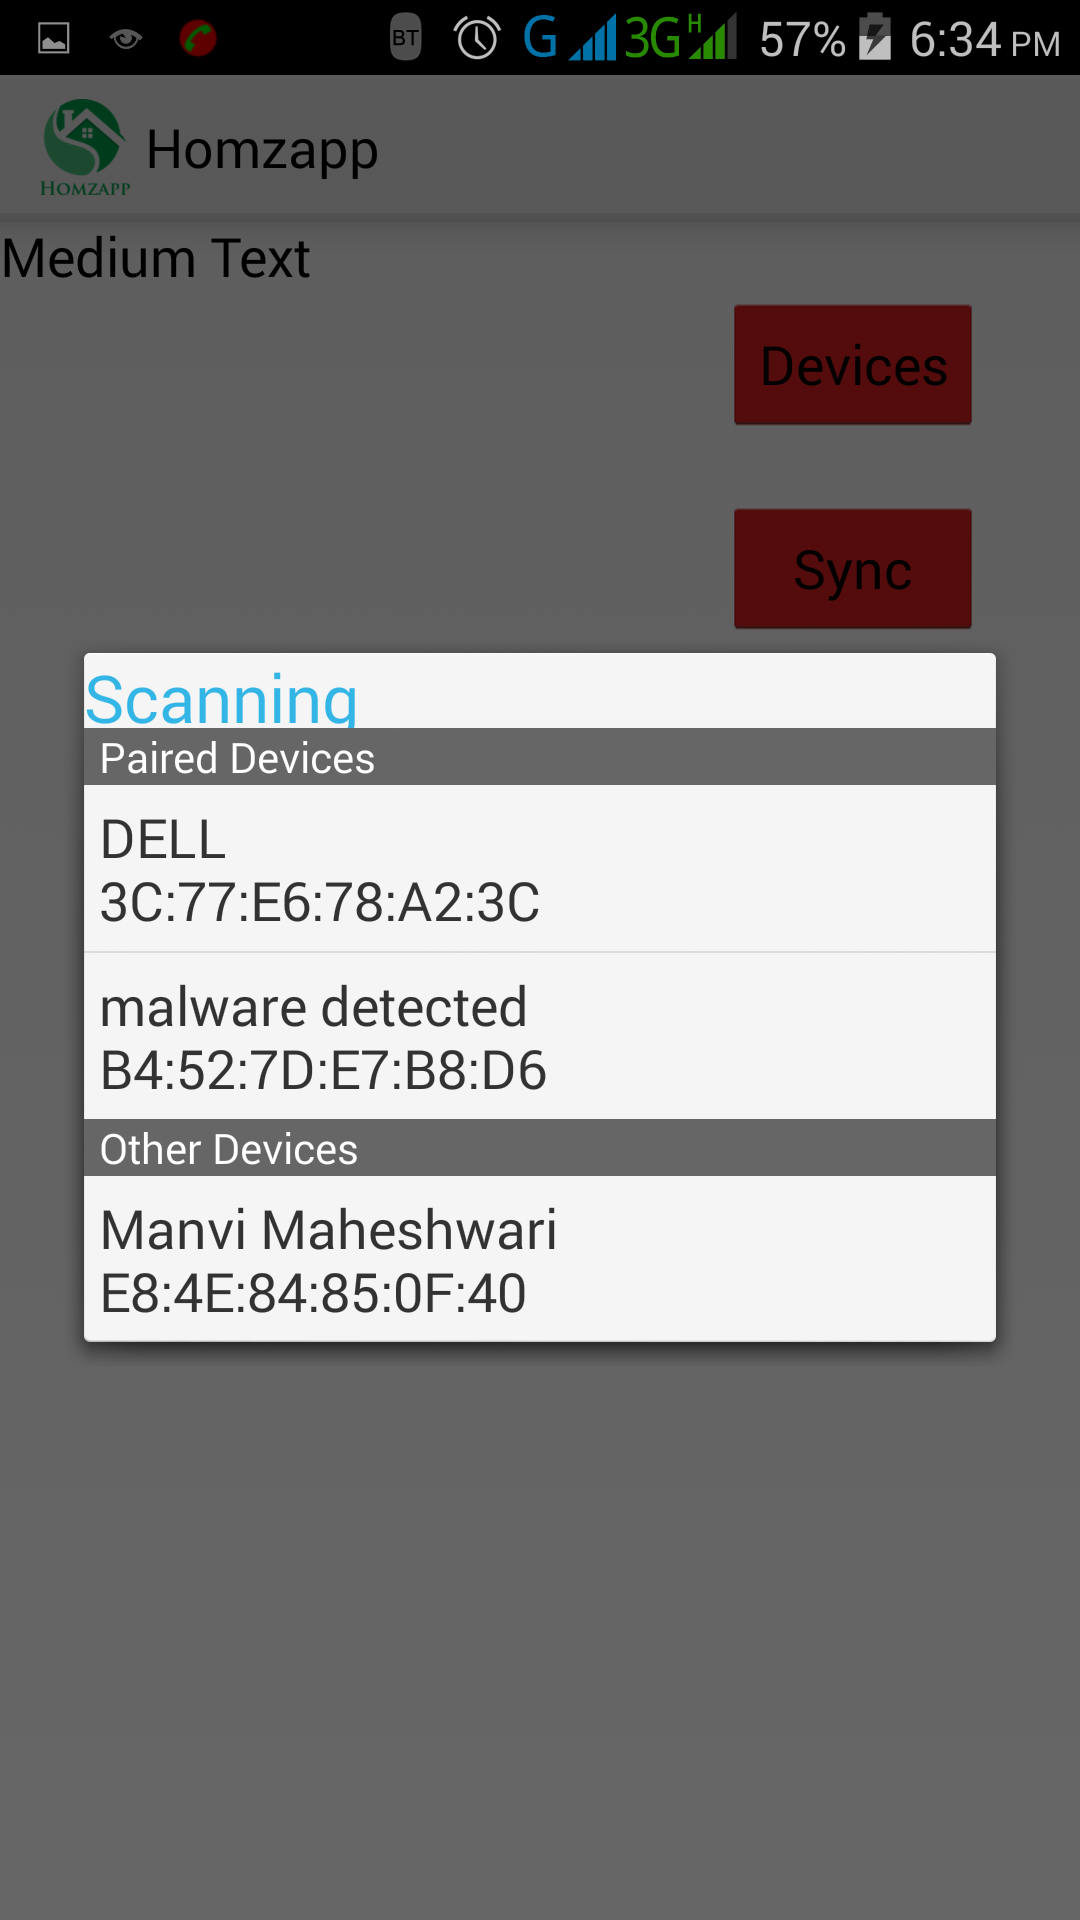 BT G 3G H 57% 6:34 PM
HOMZAPP
Homzapp
Medium Text
Devices
Sync
Scanning
Paired Devices
DELL
3C:77:E6:78:A2:3C
malware detected
B4:52:7D:E7:B8:D6
Other Devices
Manvi Maheshwari
E8:4E:84:85:0F:40